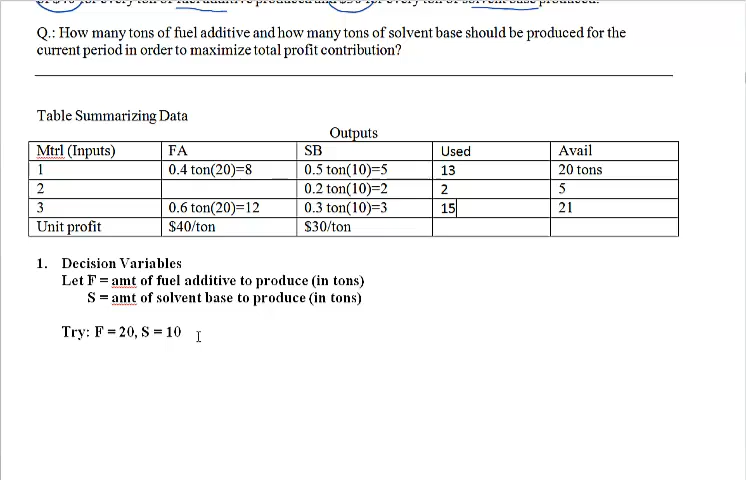 Q.: How many tons of fuel additive and how many tons of solvent base should be produced for the
current period in order to maximize total profit contribution?
Table Summarizing Data
Outputs
Mtrl (Inputs) FA SB Used Avail
1 0.4 ton(20)=8 0.5 ton(10)=5 13 20 tons
2 0.2 ton(10)=2 2 5
3 0.6 ton(20)=12 0.3 ton(10)=3 15 21
Unit profit $40/ton $30/ton
1. Decision Variables
Let F = amt of fuel additive to produce (in tons)
S = amt of solvent base to produce (in tons)
Try: F = 20, S = 10